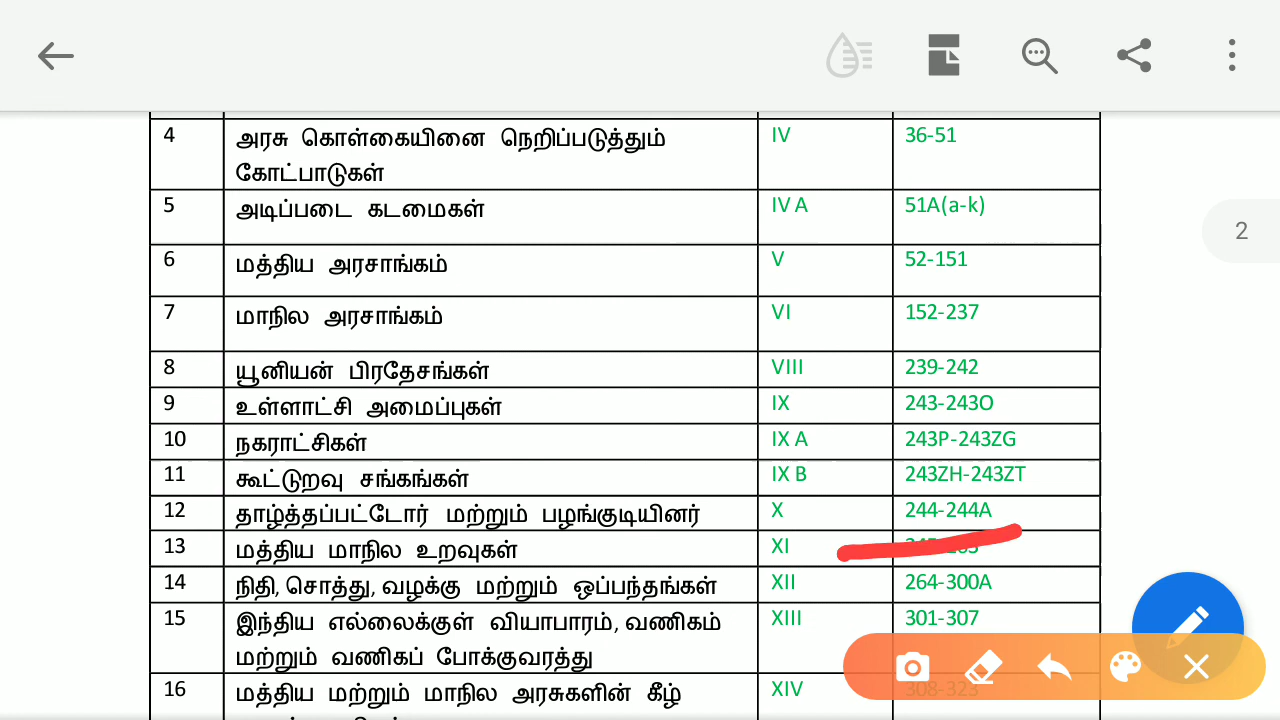 4 அரசு கொள்கையினை நெறிப்படுத்தும் IV 36-51
கோட்பாடுகள்
5 அடிப்படை கடமைகள் IV A 51A(a-k)
2
6 மத்திய அரசாங்கம் V 52-151
7 மாநில அரசாங்கம் VI 152-237
8 யூனியன் பிரதேசங்கள் VIII 239-242
9 உள்ளாட்சி அமைப்புகள் IX 243-243O
10 நகராட்சிகள் IX A 243P-243ZG
11 கூட்டுறவு சங்கங்கள் IX B 243ZH-243ZT
12 தாழ்த்தப்பட்டோர் மற்றும் பழங்குடியினர் X 244-244A
13 மத்திய மாநில உறவுகள் XI
14 நிதி, சொத்து, வழக்கு மற்றும் ஒப்பந்தங்கள் XII 264-300A
15 இந்திய எல்லைக்குள் வியாபாரம், வணிகம் XIII 301-307
மற்றும் வணிகப் போக்குவரத்து
16 மத்திய மற்றும் மாநில அரசுகளின் கீழ் XIV 308-323